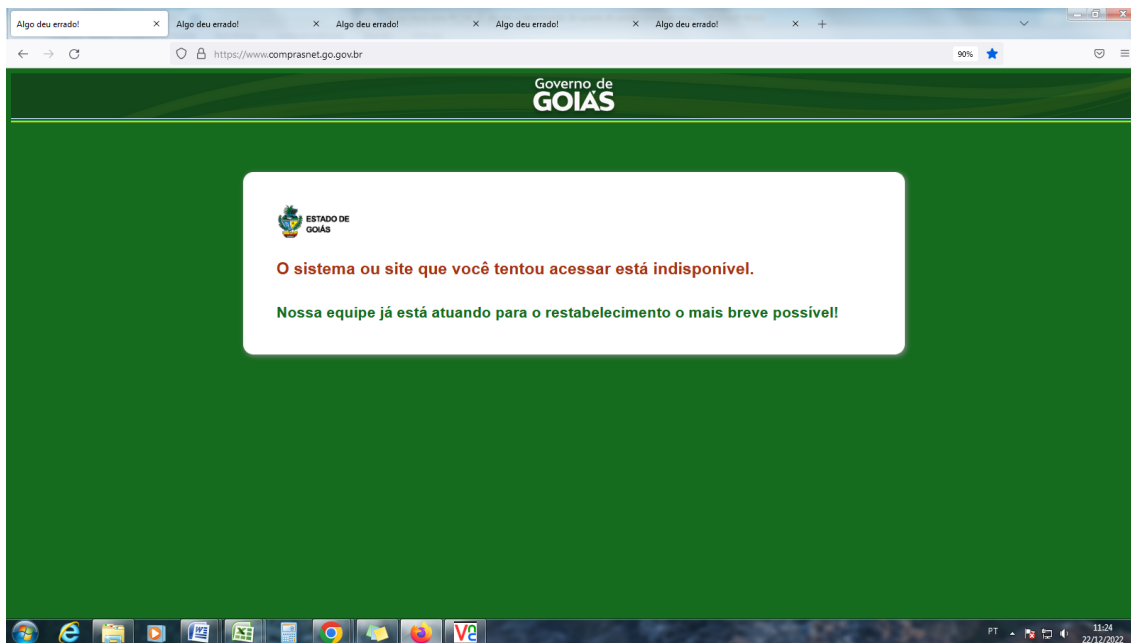 Algo deu errado! Algo deu errado! Algo deu errado! Algo deu errado! Algo deu errado!
https://www.comprasnet.go.gov.br 90%
Governo de
GOIÁS
ESTADO DE
GOIÁS
O sistema ou site que você tentou acessar está indisponível.
Nossa equipe já está atuando para o restabelecimento o mais breve possível!
PT 11:24
22/12/2022